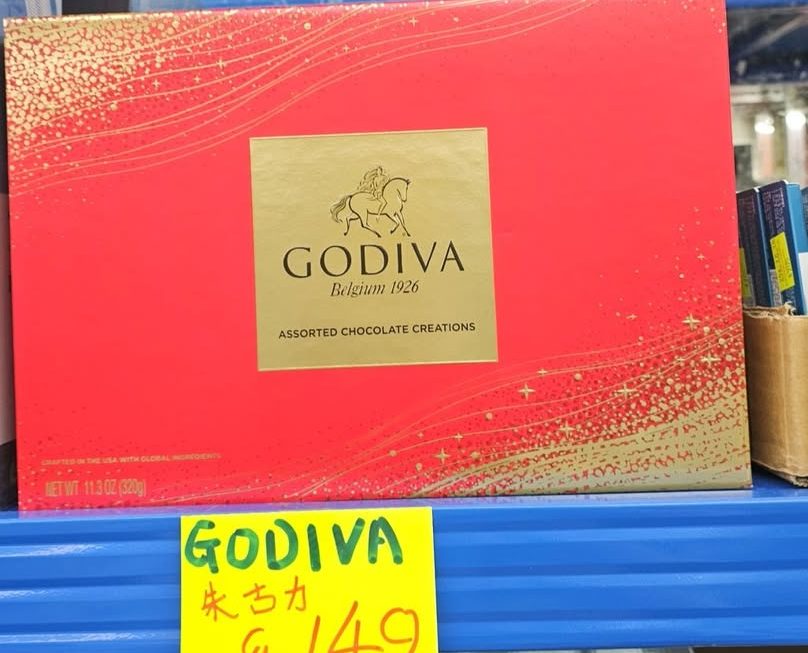 GODIVA
Belgium 1926
ASSORTED CHOCOLATE CREATIONS
CRAFTED IN THE USA WITH GLOBAL INGREDIENTS
NET WT 11.3 OZ (320g)
GODIVA
朱古力
149